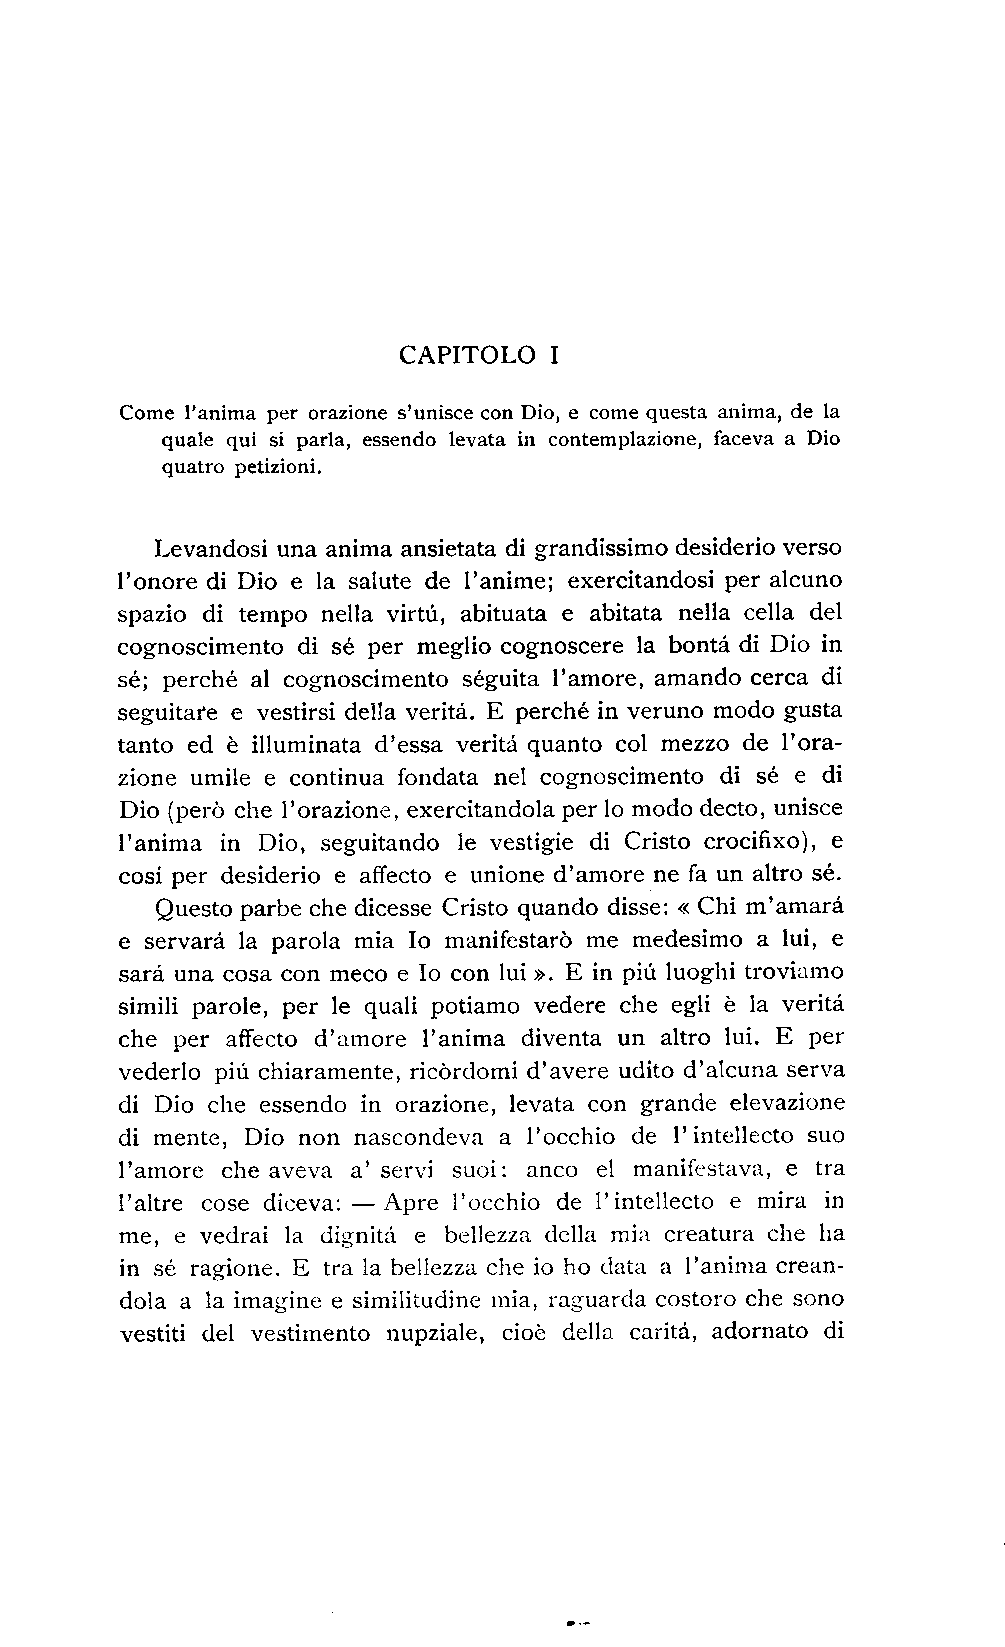 CAPITOLO I
Come l'anima per orazione s'unisce con Dio, e come questa anima, de la
quale qui si parla, essendo levata in contemplazione, faceva a Dio
quatro petizioni.
Levandosi una anima ansietata di grandissimo desiderio verso
l'onore di Dio e la salute de l'anime; exercitandosi per alcuno
spazio di tempo nella virtú, abituata e abitata nella cella del
cognoscimento di sé per meglio cognoscere la bontá di Dio in
sé; perché al cognoscimento séguita l'amore, amando cerca di
seguitare e vestirsi della veritá. E perché in veruno modo gusta
tanto ed è illuminata d'essa veritá quanto col mezzo de l'ora-
zione umile e continua fondata nel cognoscimento di sé e di
Dio (però che l'orazione, exercitandola per lo modo decto, unisce
l'anima in Dio, seguitando le vestigie di Cristo crocifixo), e
cosi per desiderio e affecto e unione d'amore ne fa un altro sé.
Questo parbe che dicesse Cristo quando disse: « Chi m'amará
e servará la parola mia Io manifestarò me medesimo a lui, e
sará una cosa con meco e Io con lui ». E in piú luoghi troviamo
simili parole, per le quali potiamo vedere che egli è la veritá
che per affecto d'amore l'anima diventa un altro lui. E per
vederlo piú chiaramente, ricòrdomi d'avere udito d'alcuna serva
di Dio che essendo in orazione, levata con grande elevazione
di mente, Dio non nascondeva a l'occhio de l'intellecto suo
l'amore che aveva a' servi suoi: anco el manifestava, e tra
l'altre cose diceva: — Apre l'occhio de l'intellecto e mira in
me, e vedrai la dignitá e bellezza della mia creatura che ha
in sé ragione. E tra la bellezza che io ho data a l'anima crean-
dola a la imagine e similitudine mia, raguarda costoro che sono
vestiti del vestimento nupziale, cioè della caritá, adornato di